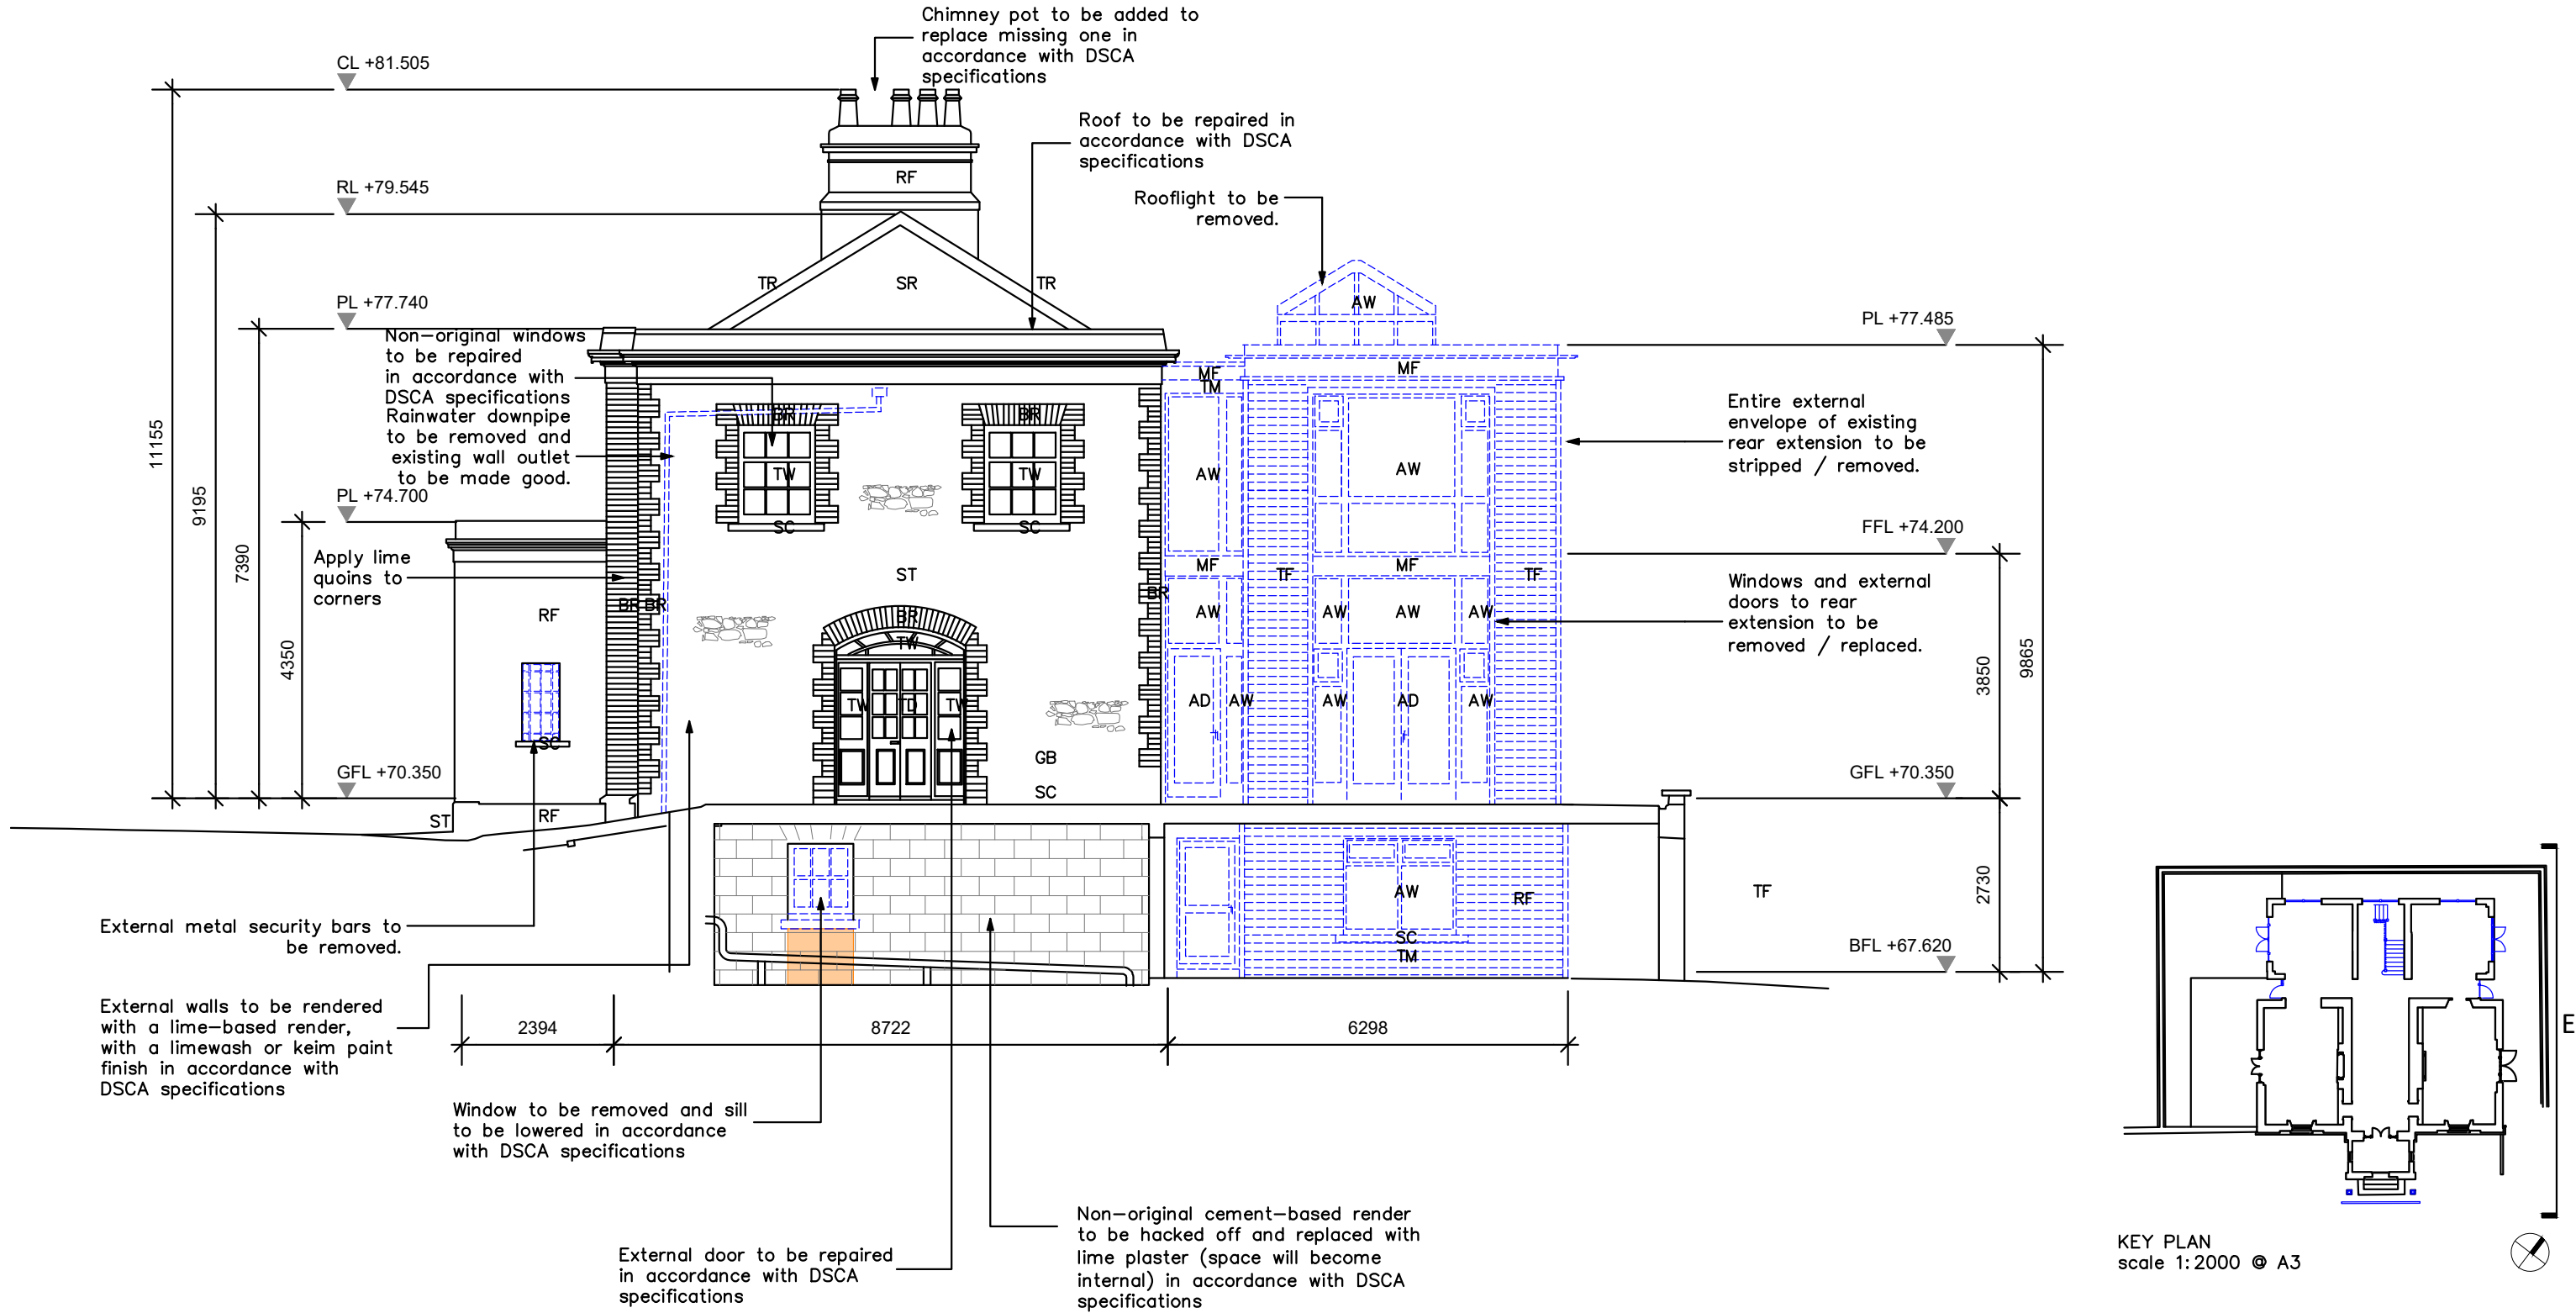 Chimney pot to be added to
replace missing one in
accordance with DSCA
specifications
CL +81.505
Roof to be repaired in
accordance with DSCA
specifications
RF
RL +79.545
Rooflight to be
removed.
TR
SR
TR
AW
PL +77.740
PL +77.485
Non-original windows
to be repaired
in accordance with
DSCA specifications
Rainwater downpipe
to be removed and
existing wall outlet
to be made good.
MF
TM
MF
BR
BR
Entire external
envelope of existing
rear extension to be
stripped / removed.
11155
9195
7390
4350
TW
TW
AW
AW
PL +74.700
SC
SC
FFL +74.200
Apply lime
quoins to
corners
ST
MF
MF
TF
TF
BR
BR
BR
RF
BR
TW
AW
AW
AW
AW
Windows and external
doors to rear
extension to be
removed / replaced.
3850
9865
TW
TD
TW
AD
AW
AW
AD
AW
SC
GB
SC
GFL +70.350
GFL +70.350
ST
RF
2730
AW
RF
TF
SC
TM
BFL +67.620
External metal security bars to
be removed.
External walls to be rendered
with a lime-based render,
with a limewash or keim paint
finish in accordance with
DSCA specifications
2394
8722
6298
Window to be removed and sill
to be lowered in accordance
with DSCA specifications
External door to be repaired
in accordance with DSCA
specifications
Non-original cement-based render
to be hacked off and replaced with
lime plaster (space will become
internal) in accordance with DSCA
specifications
E
KEY PLAN
scale 1:2000 @ A3